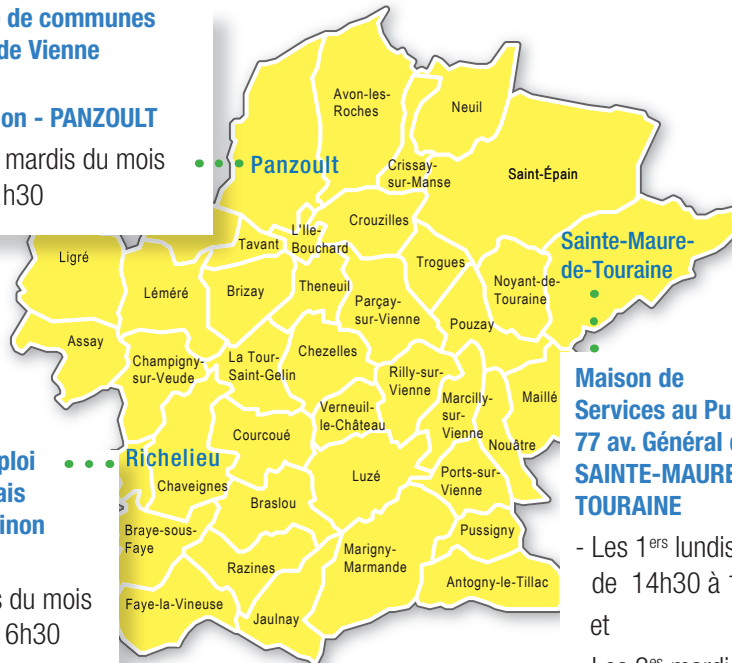 de communes
de Vienne
on - PANZOULT
mardis du mois
h30
Avon-les-
Roches
Neuil
Panzoult
Crissay-
sur-Manse
Saint-Épain
Ligré
Tavant
L'Ile-
Bouchard
Crouzilles
Sainte-Maure-
de-Touraine
Léméré
Brizay
Theneuil
Trogues
Noyant-de-
Touraine
Parçay-
sur-Vienne
Pouzay
Assay
Champigny-
sur-Veude
La Tour-
Saint-Gelin
Chezelles
Rilly-sur-
Vienne
Marcilly-
sur-
Vienne
Maillé
Verneuil-
le-Château
Courcoué
Nouâtre
Richelieu
Chaveignes
Luzé
Ports-sur-
Vienne
Braslou
Braye-sous-
Faye
Pussigny
Razines
Marigny-
Marmande
Antogny-le-Tillac
Faye-la-Vineuse
Jaulnay
ploi
ais
inon
s du mois
6h30
Maison de
Services au Pu
77 av. Général
SAINTE-MAURE
TOURAINE
- Les 1ers lundis
de 14h30 à 1
et
Les 2es mardi